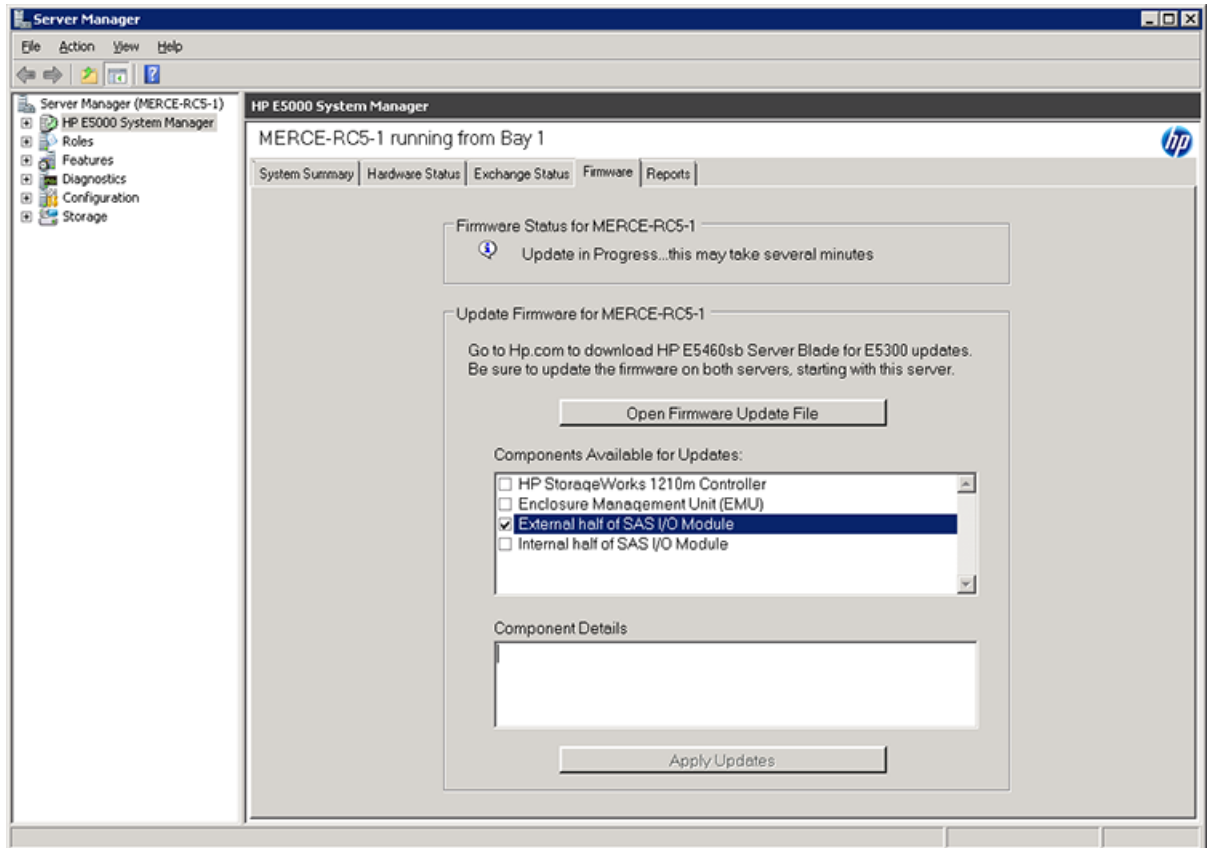 Server Manager
File Action View Help
Server Manager (MERCE-RC5-1)
HP E5000 System Manager
Roles
Features
Diagnostics
Configuration
Storage
HP E5000 System Manager
MERCE-RC5-1 running from Bay 1
hp
System Summary Hardware Status Exchange Status Firmware Reports
Firmware Status for MERCE-RC5-1
Update in Progress...this may take several minutes
Update Firmware for MERCE-RC5-1
Go to Hp.com to download HP E5460sb Server Blade for E5300 updates.
Be sure to update the firmware on both servers, starting with this server.
Open Firmware Update File
Components Available for Updates:
HP StorageWorks 1210m Controller
Enclosure Management Unit (EMU)
External half of SAS I/O Module
Internal half of SAS I/O Module
Component Details
Apply Updates